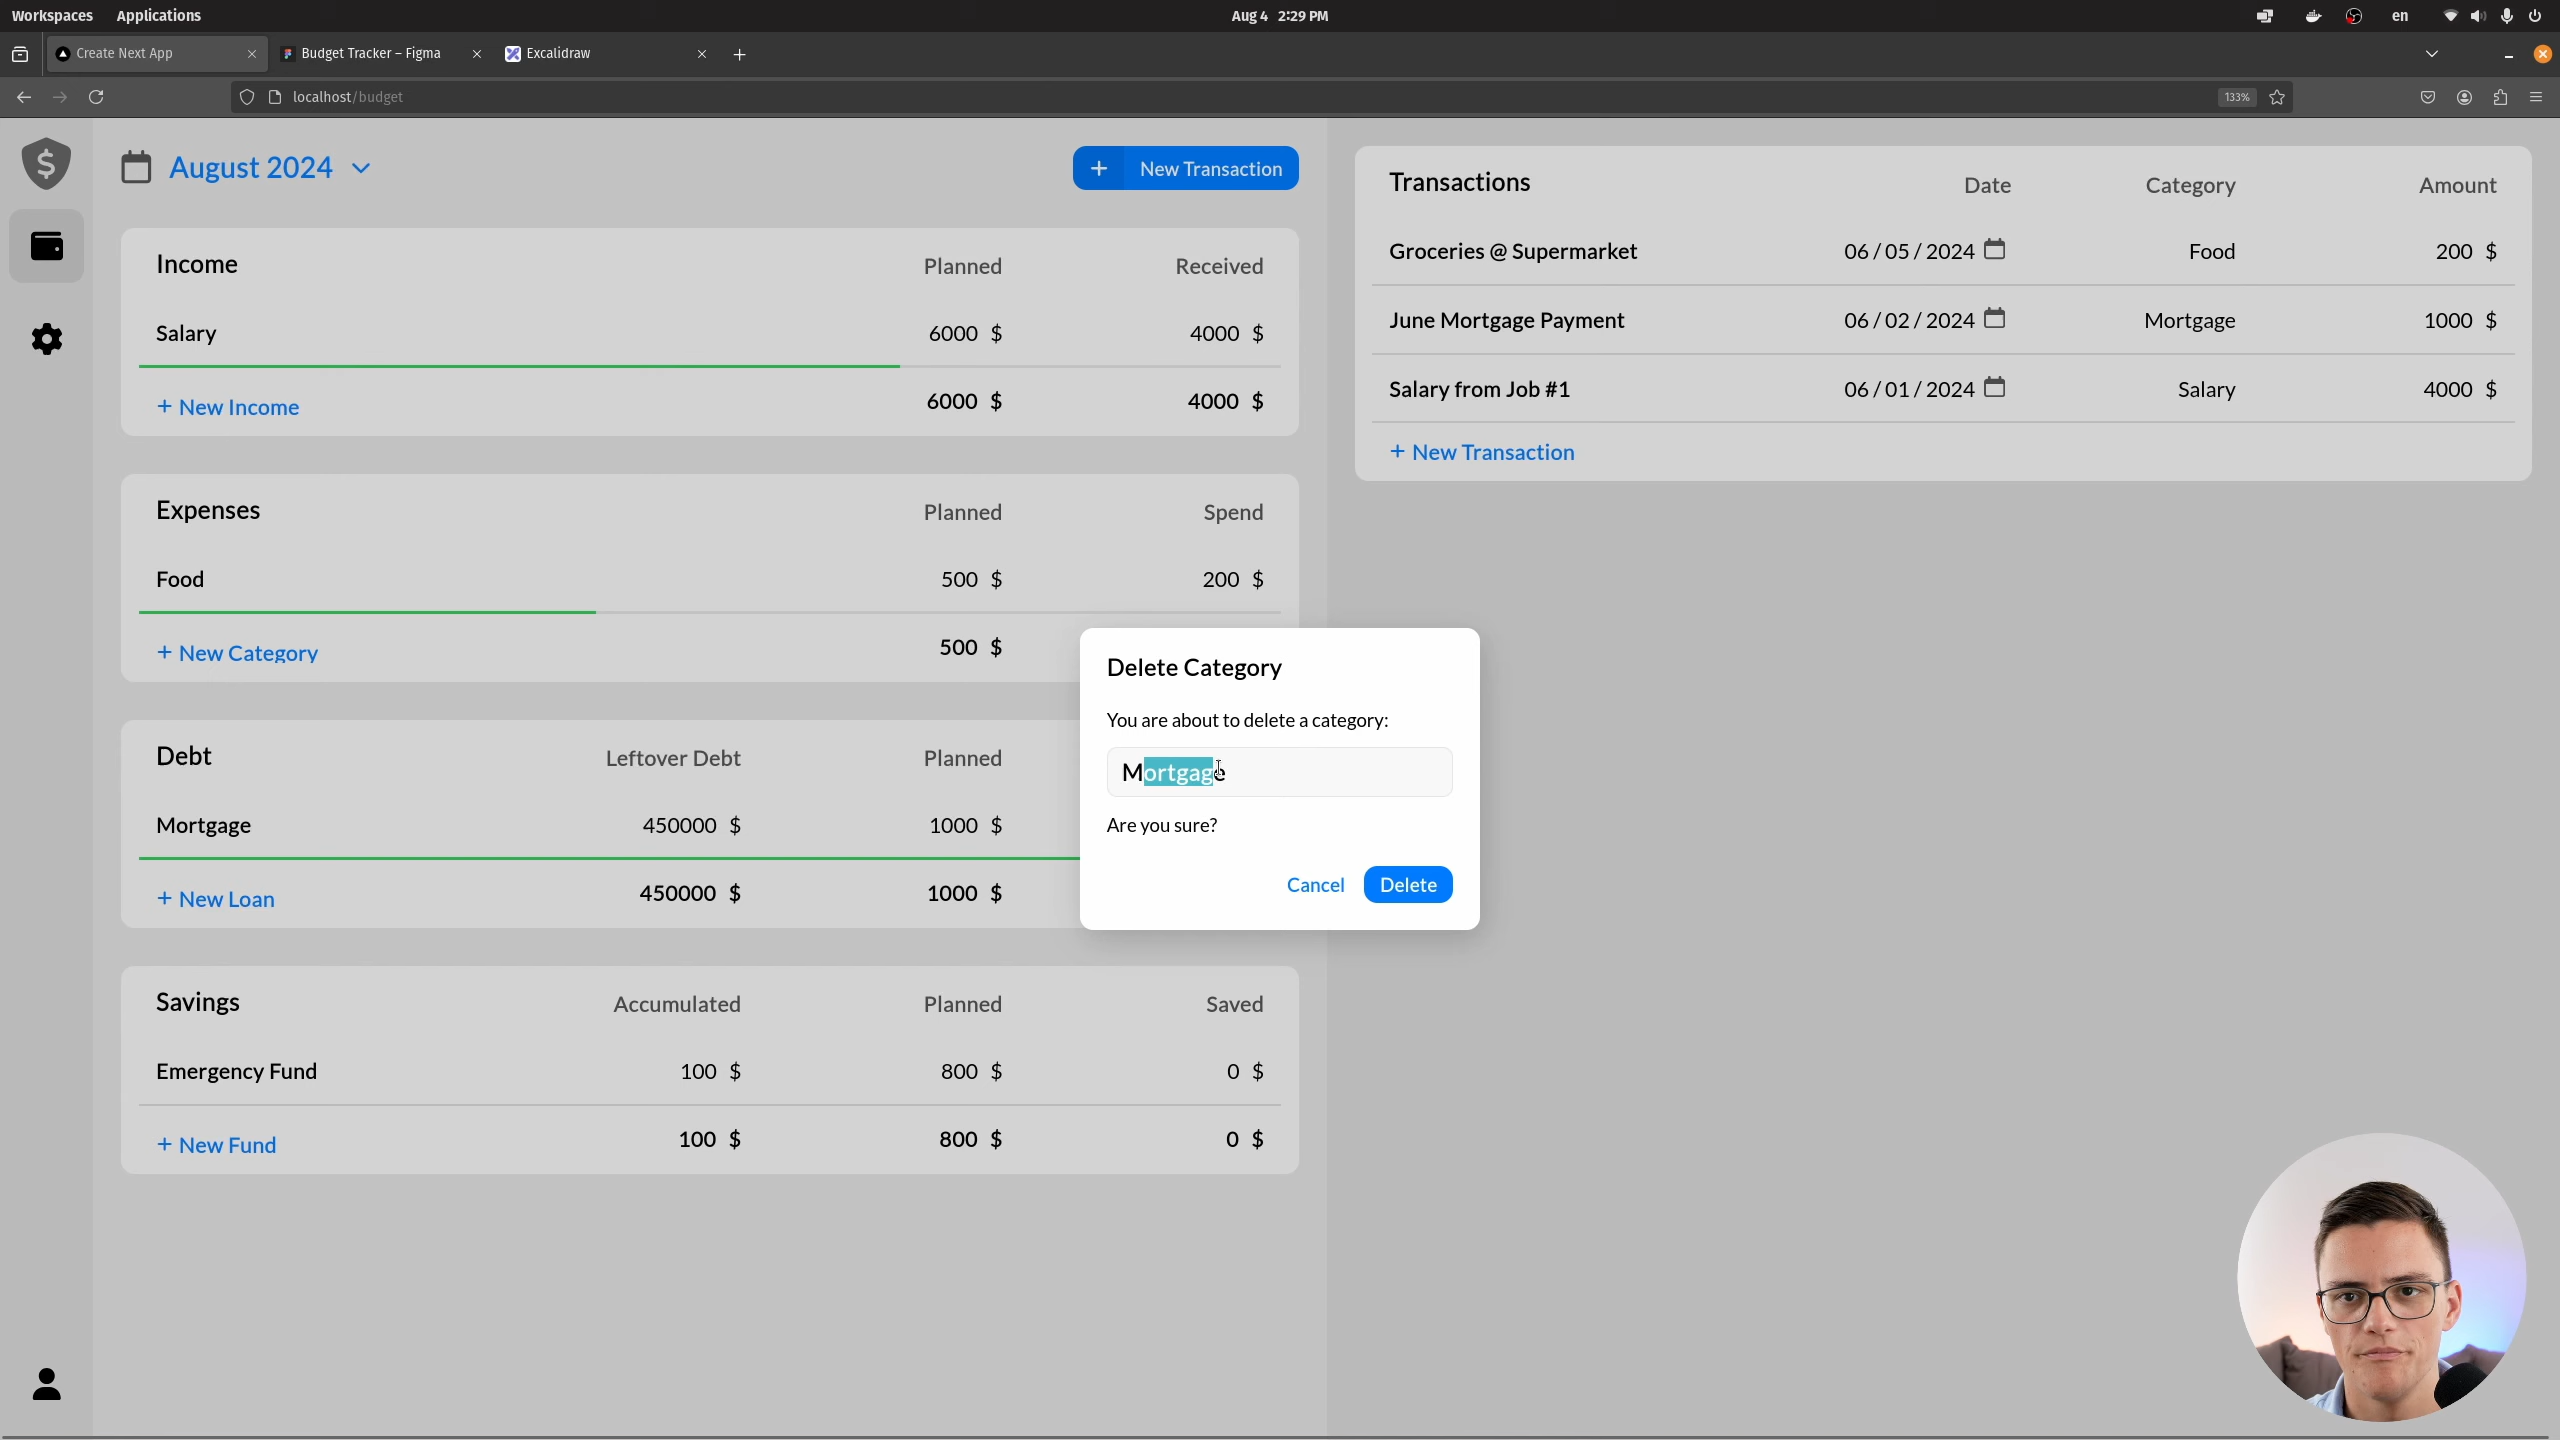 Workspaces Applications Aug 4 2:29 PM en
Create Next App Budget Tracker – Figma Excalidraw
localhost/budget 133%
August 2024
+ New Transaction
Income Planned Received
Salary 6000 $ 4000 $
+ New Income 6000 $ 4000 $
Expenses Planned Spend
Food 500 $ 200 $
+ New Category 500 $
Debt Leftover Debt Planned
Mortgage 450000 $ 1000 $
+ New Loan 450000 $ 1000 $
Savings Accumulated Planned Saved
Emergency Fund 100 $ 800 $ 0 $
+ New Fund 100 $ 800 $ 0 $
Transactions Date Category Amount
Groceries @ Supermarket 06/05/2024 Food 200 $
June Mortgage Payment 06/02/2024 Mortgage 1000 $
Salary from Job #1 06/01/2024 Salary 4000 $
+ New Transaction
Delete Category
You are about to delete a category:
Mortgage
Are you sure?
Cancel Delete